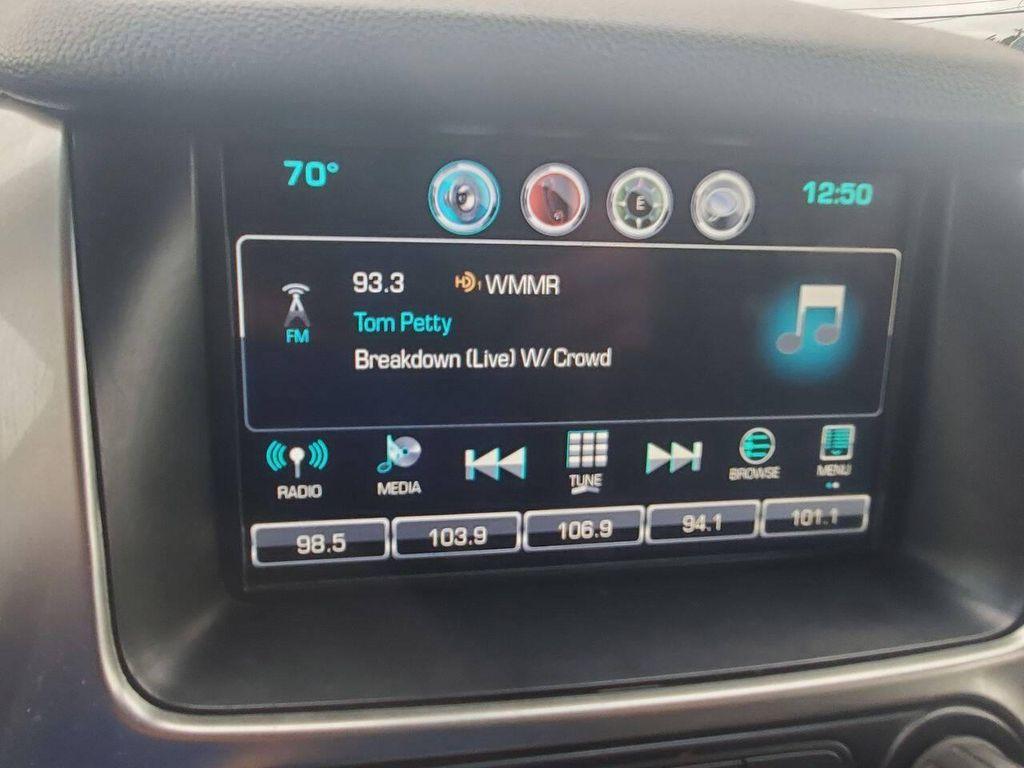 70° 12:50
E
93.3 HD1 WMMR
FM
Tom Petty
Breakdown (Live) W/ Crowd
RADIO MEDIA TUNE BROWSE MENU
98.5 103.9 106.9 94.1 101.1